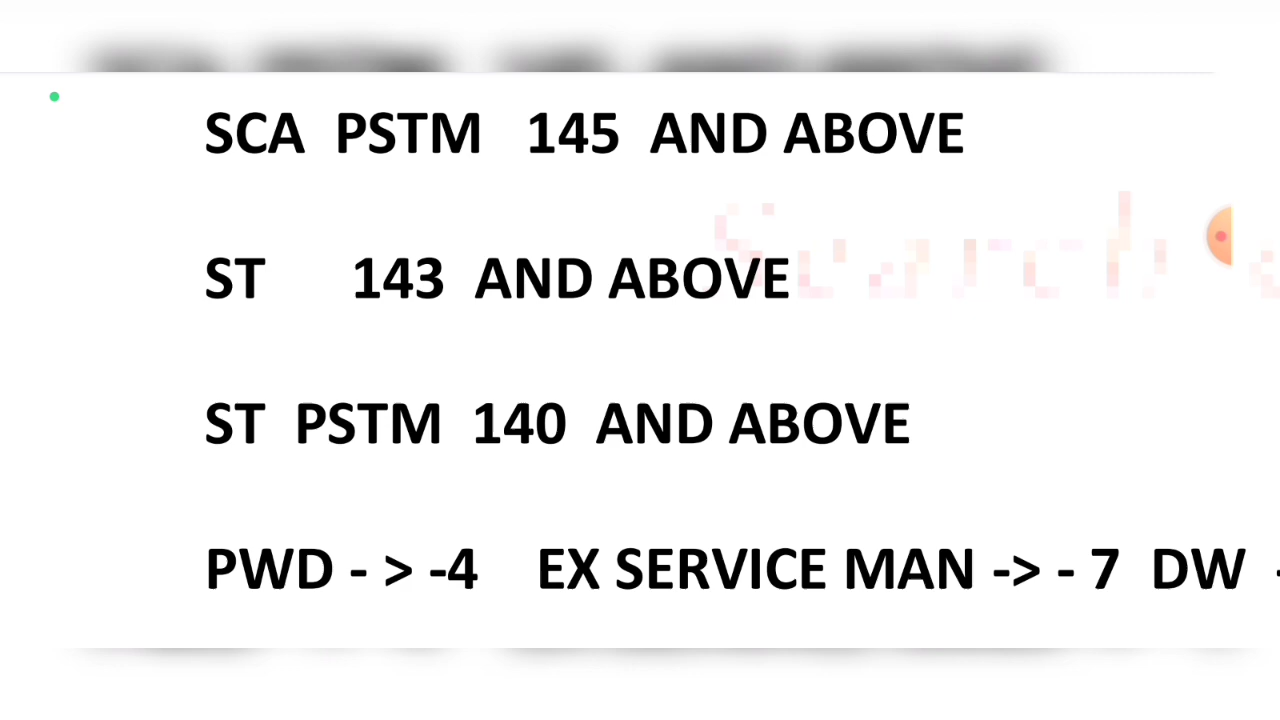 SCA PSTM 145 AND ABOVE
ST 143 AND ABOVE
ST PSTM 140 AND ABOVE
PWD - > -4 EX SERVICE MAN -> - 7 DW -